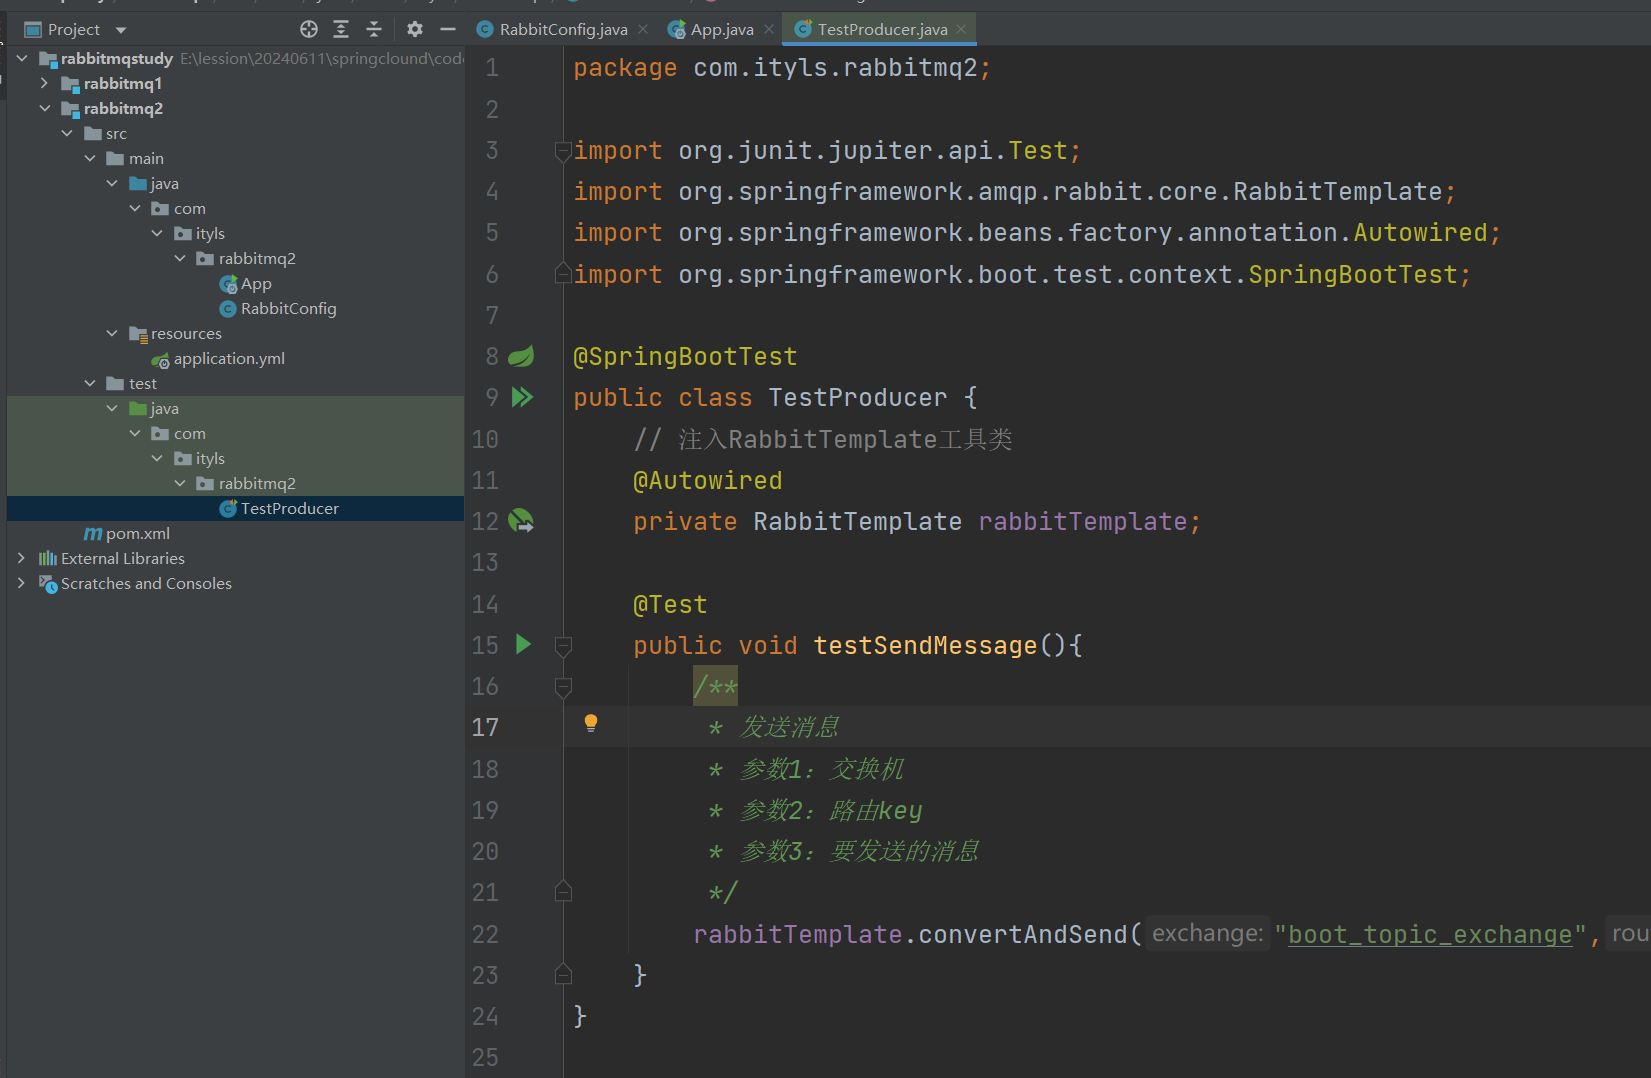 Project
RabbitConfig.java
App.java
TestProducer.java
rabbitmqstudy E:\lession\20240611\springclound\code
rabbitmq1
rabbitmq2
src
main
java
com
ityls
rabbitmq2
App
RabbitConfig
resources
application.yml
test
java
com
ityls
rabbitmq2
TestProducer
pom.xml
External Libraries
Scratches and Consoles
1 package com.ityls.rabbitmq2;
2
3 import org.junit.jupiter.api.Test;
4 import org.springframework.amqp.rabbit.core.RabbitTemplate;
5 import org.springframework.beans.factory.annotation.Autowired;
6 import org.springframework.boot.test.context.SpringBootTest;
7
8 @SpringBootTest
9 public class TestProducer {
10 // 注入RabbitTemplate工具类
11 @Autowired
12 private RabbitTemplate rabbitTemplate;
13
14 @Test
15 public void testSendMessage(){
16 /**
17 * 发送消息
18 * 参数1：交换机
19 * 参数2：路由key
20 * 参数3：要发送的消息
21 */
22 rabbitTemplate.convertAndSend( exchange: "boot_topic_exchange", rou
23 }
24 }
25